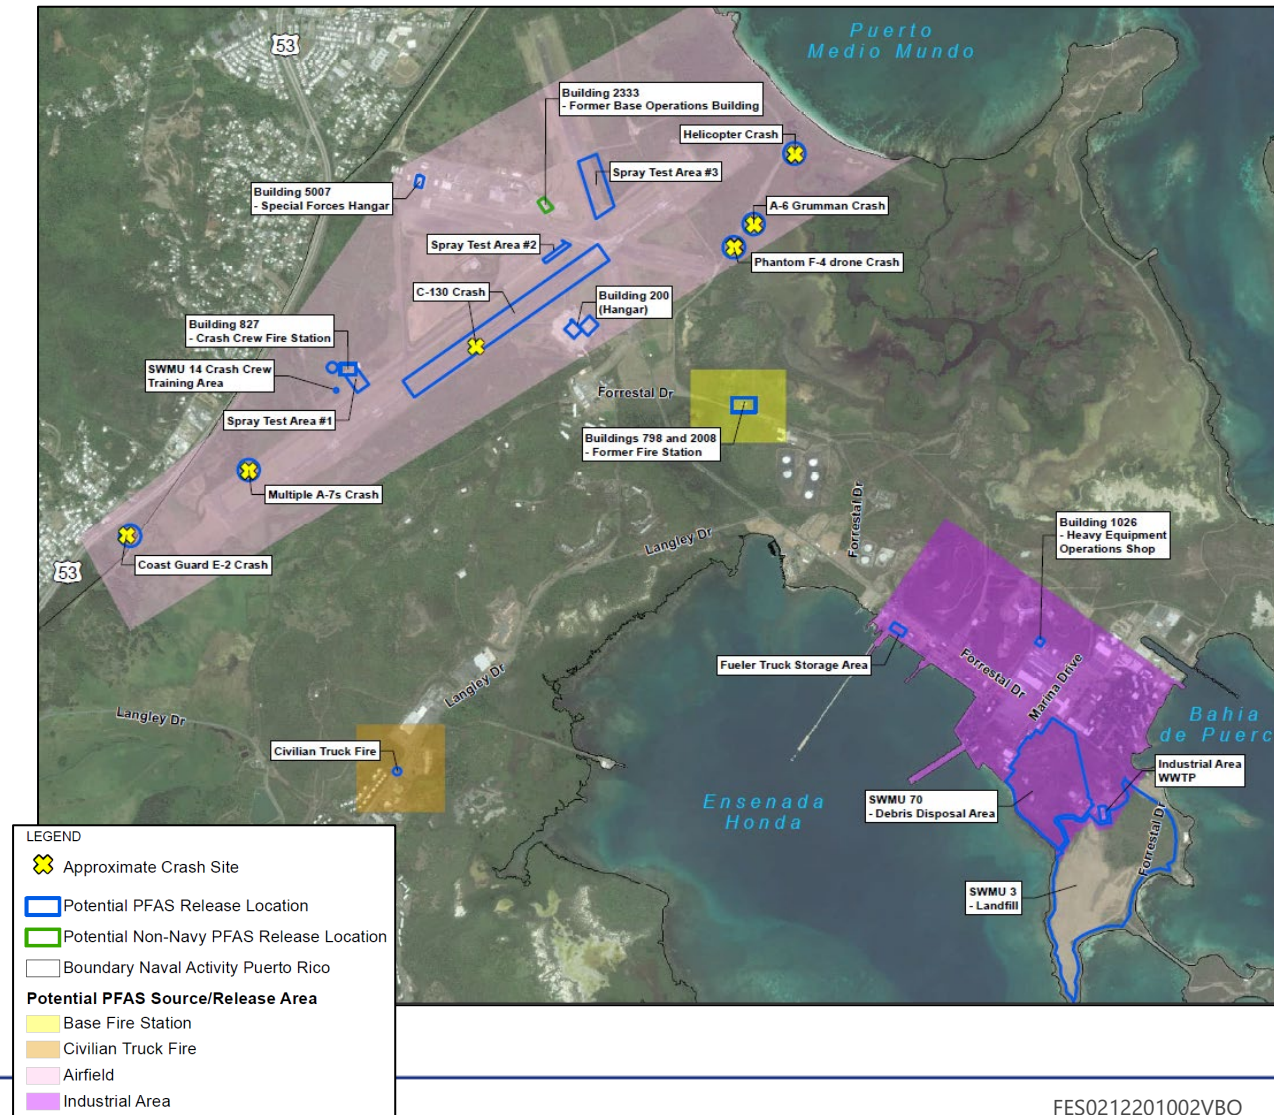 53
Puerto
Medio Mundo
Building 2333
- Former Base Operations Building
Helicopter Crash
Spray Test Area #3
Building 5007
- Special Forces Hangar
A-6 Grumman Crash
Spray Test Area #2
Phantom F-4 drone Crash
C-130 Crash
Building 200
(Hangar)
Building 827
- Crash Crew Fire Station
SWMU 14 Crash Crew
Training Area
Forrestal Dr
Spray Test Area #1
Buildings 798 and 2008
- Former Fire Station
Multiple A-7s Crash
Forrestal Dr
Langley Dr
Building 1026
- Heavy Equipment
Operations Shop
Coast Guard E-2 Crash
53
Fueler Truck Storage Area
Forrestal Dr
Marina Drive
Langley Dr
Langley Dr
Bahia
de Puerc
Civilian Truck Fire
Industrial Area
WWTP
Ensenada
Honda
SWMU 70
- Debris Disposal Area
Forrestal Dr
SWMU 3
- Landfill
LEGEND
Approximate Crash Site
Potential PFAS Release Location
Potential Non-Navy PFAS Release Location
Boundary Naval Activity Puerto Rico
Potential PFAS Source/Release Area
Base Fire Station
Civilian Truck Fire
Airfield
Industrial Area
FES0212201002VBO